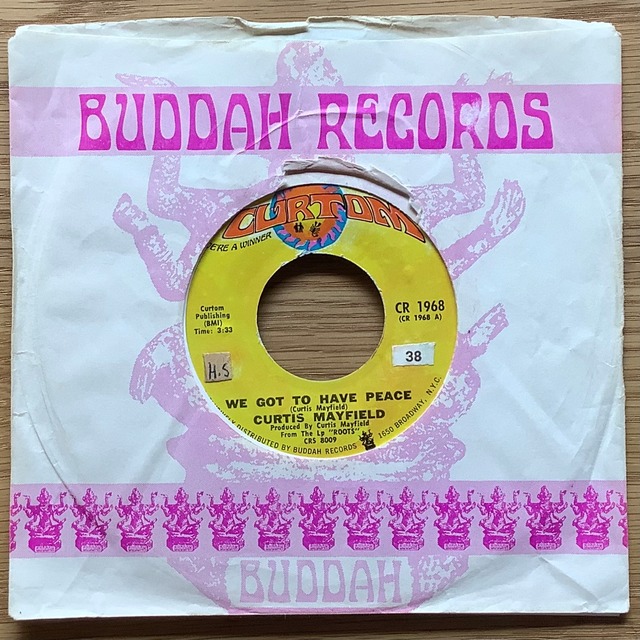 BUDDAH RECORDS
CURTOM
ERE A WINNER
Curtom
Publishing
(BMI)
Time: 3:33
CR 1968
(CR 1968 A)
38
H.S
WE GOT TO HAVE PEACE
(Curtis Mayfield)
CURTIS MAYFIELD
Produced By Curtis Mayfield
From The Lp "ROOTS"
CRS 8009
DISTRIBUTED BY BUDDAH RECORDS 1650 BROADWAY, N.Y.C.
BUDDAH